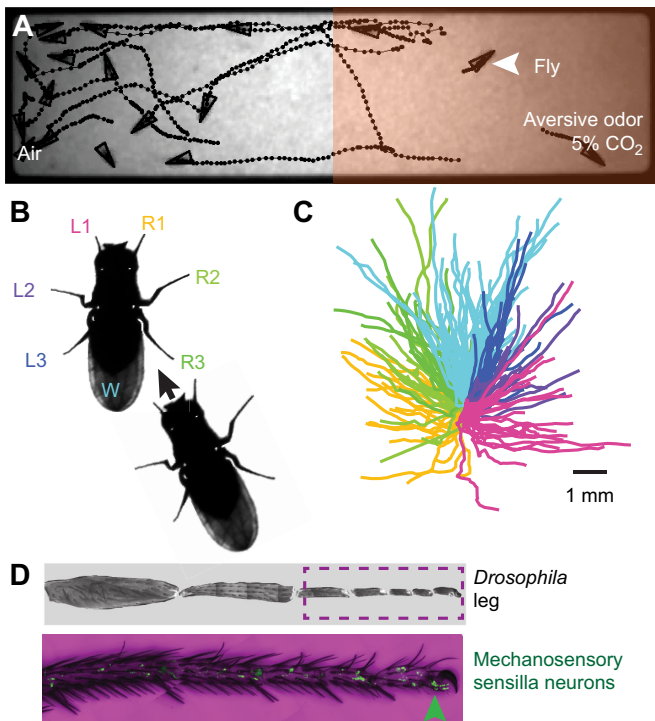 A
Fly
Aversive odor
5% CO₂
Air
B
L1
R1
L2
R2
L3
R3
W
C
1 mm
D
Drosophila
leg
Mechanosensory
sensilla neurons